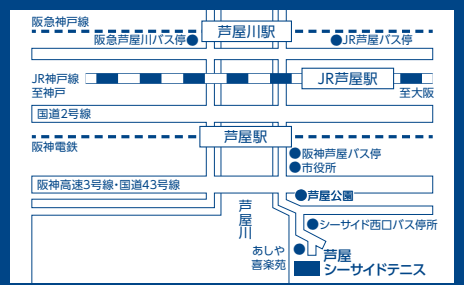 阪急神戸線
芦屋川駅
阪急芦屋川バス停
JR芦屋バス停
JR神戸線
至神戸
JR芦屋駅
至大阪
国道2号線
芦屋駅
阪神電鉄
阪神芦屋バス停
市役所
阪神高速3号線・国道43号線
芦屋公園
芦屋川
シーサイド西口バス停所
あしや
喜楽苑
芦屋
シーサイドテニス